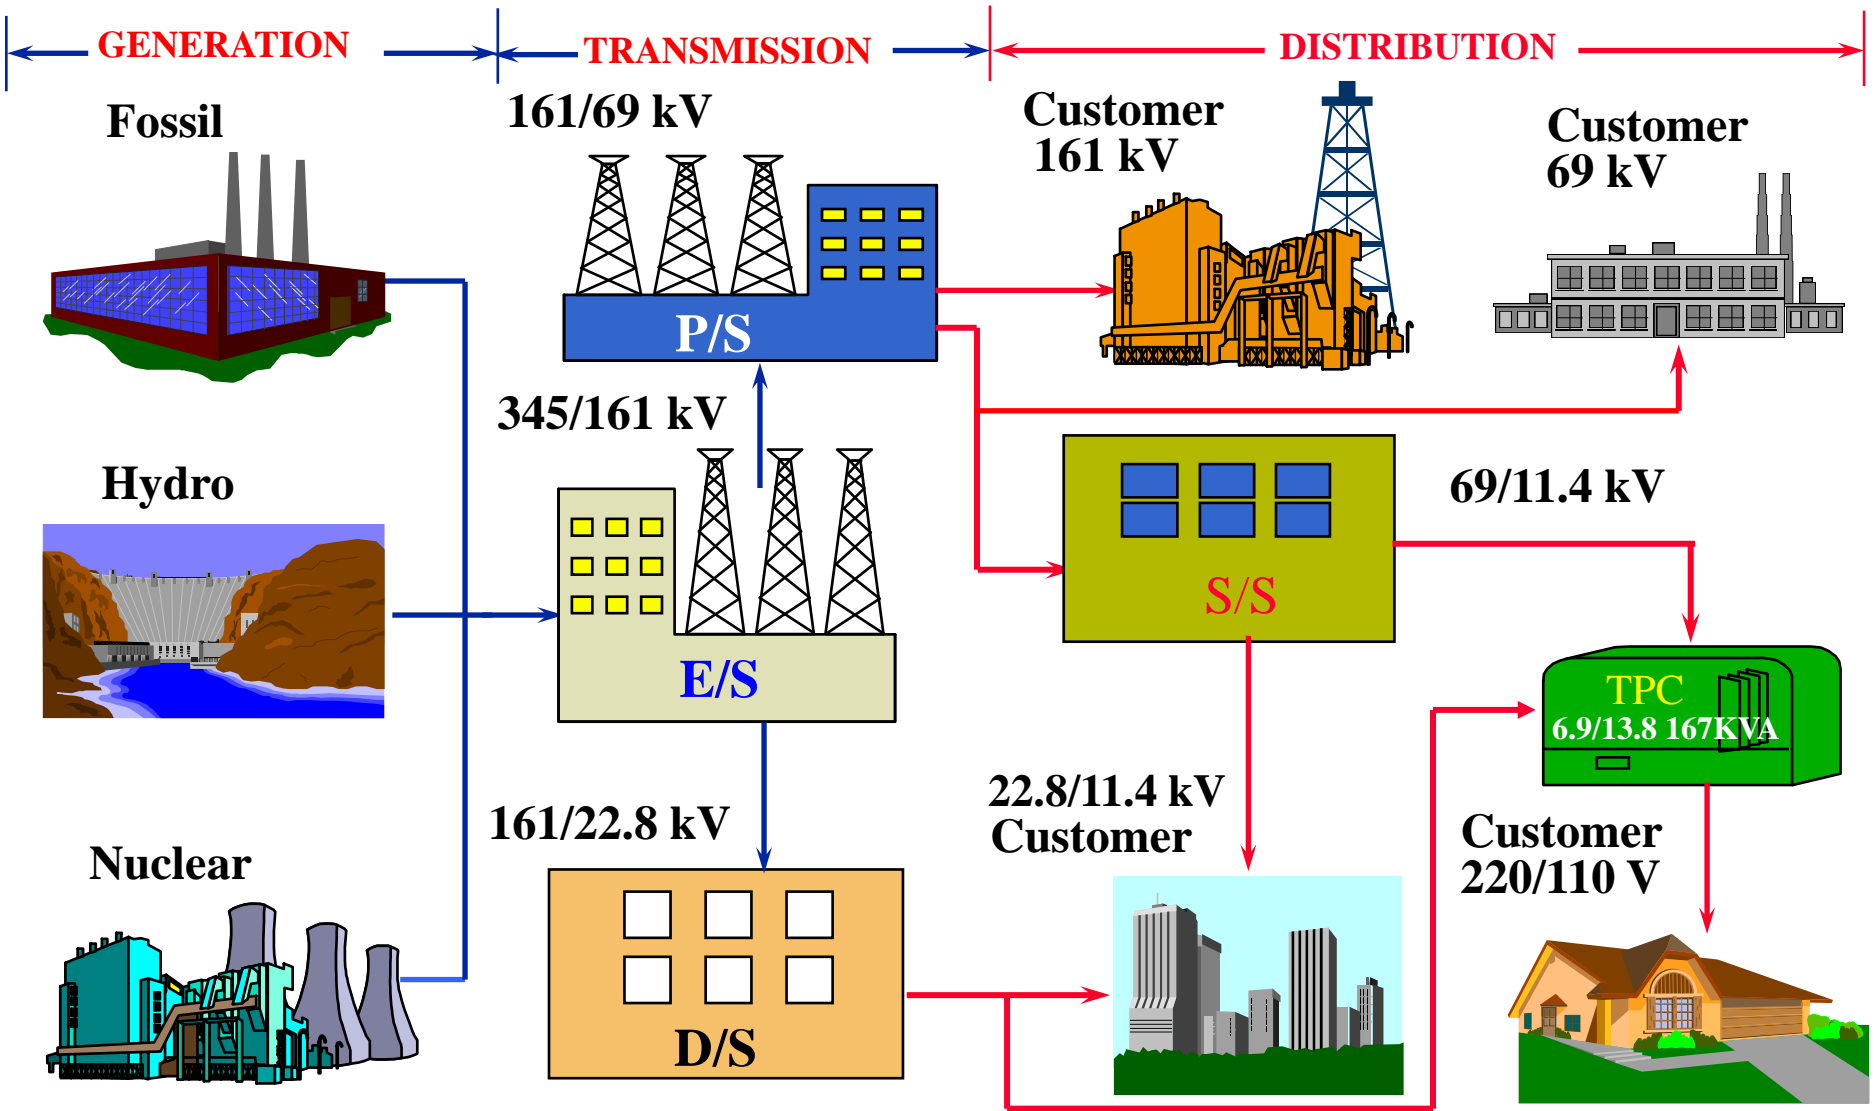 GENERATION
TRANSMISSION
DISTRIBUTION
Fossil
161/69 kV
Customer
161 kV
Customer
69 kV
P/S
345/161 kV
Hydro
69/11.4 kV
S/S
E/S
TPC
6.9/13.8 167KVA
161/22.8 kV
22.8/11.4 kV
Customer
Customer
220/110 V
Nuclear
D/S